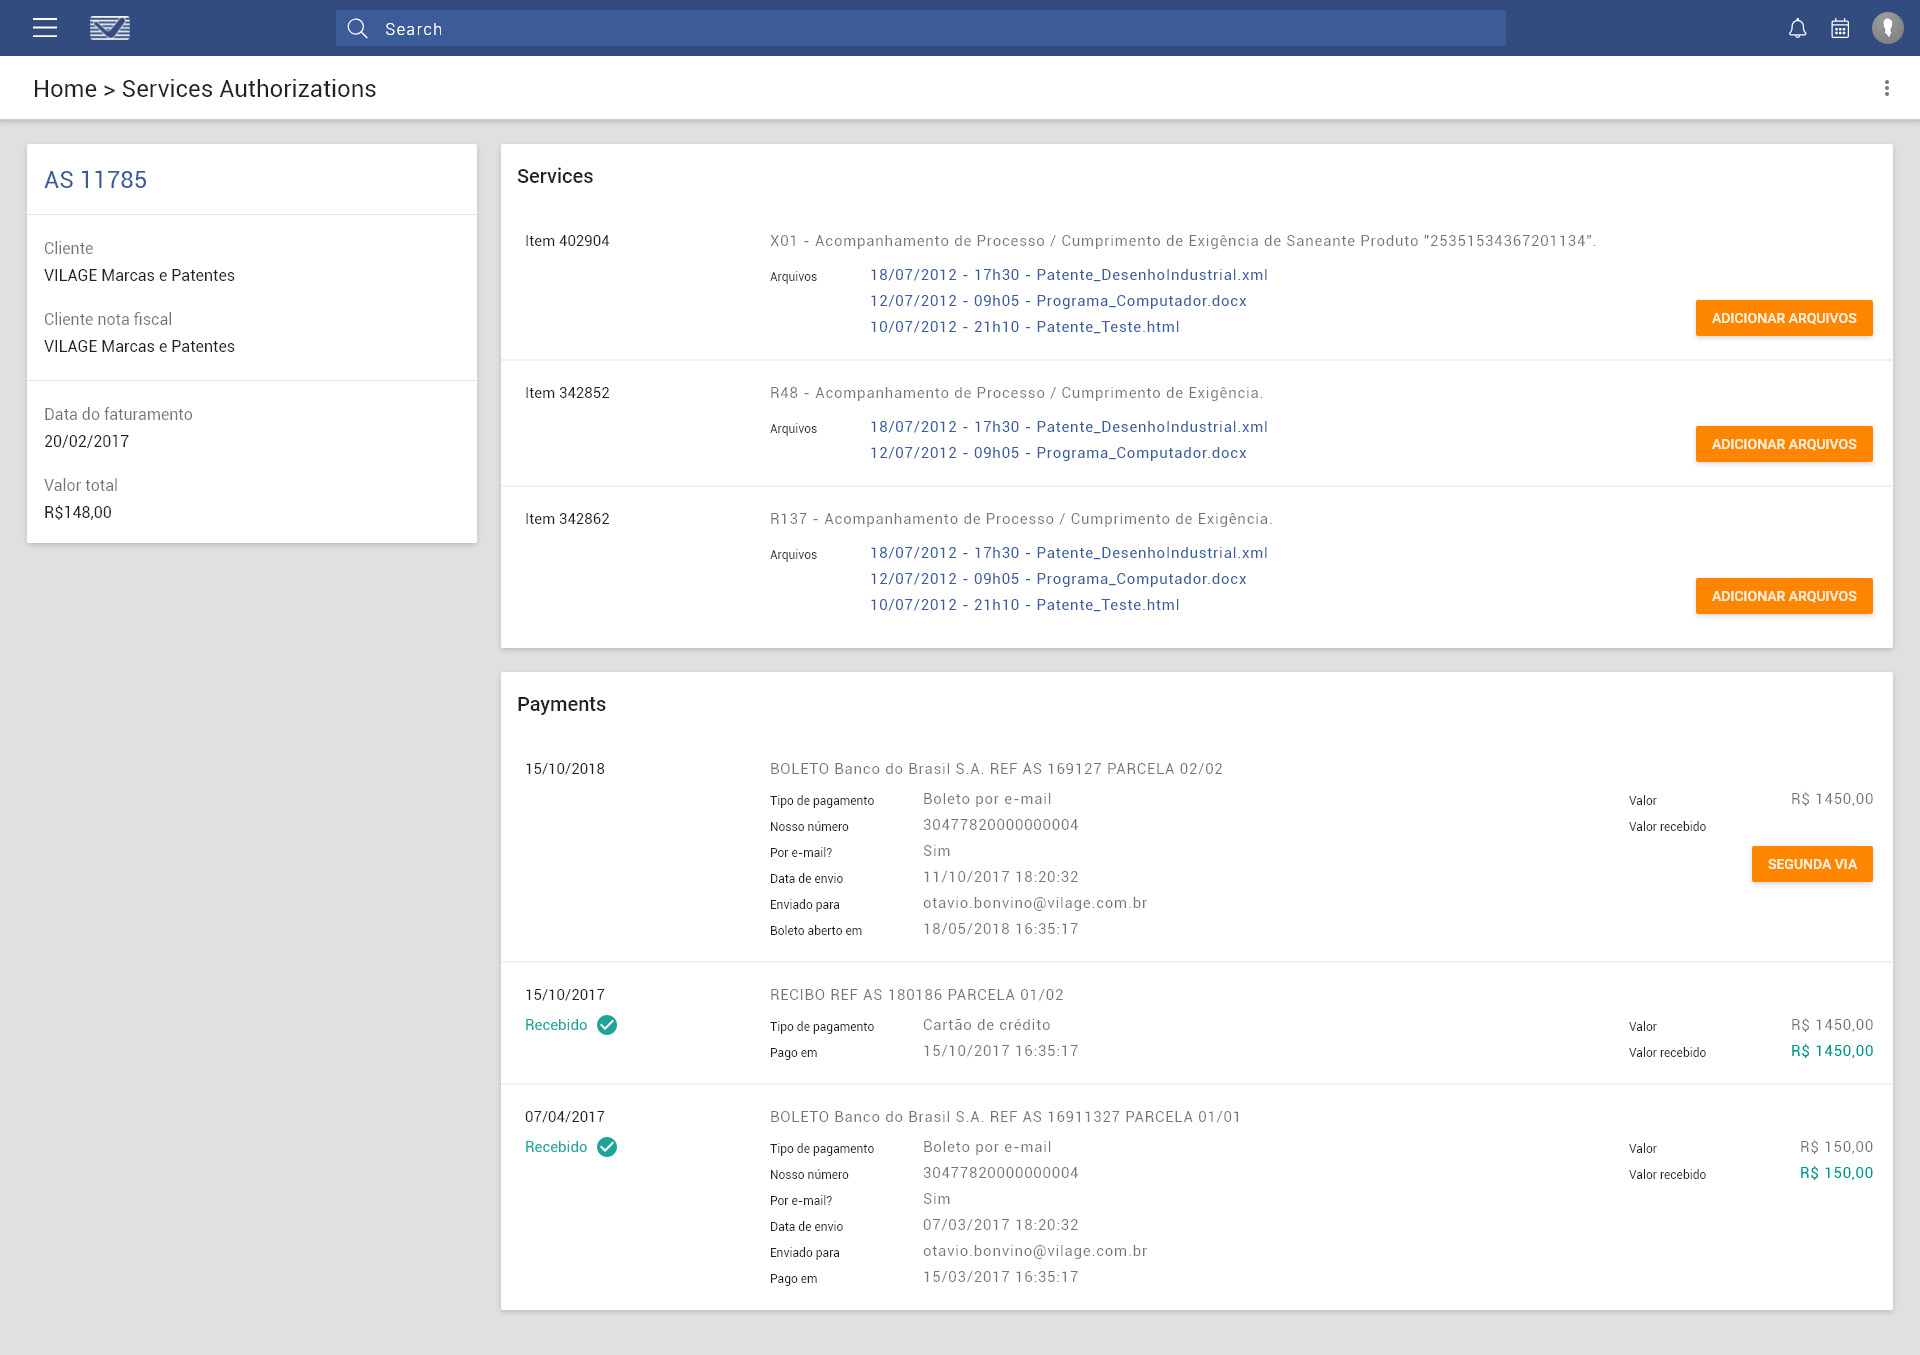 Search
Home > Services Authorizations
AS 11785
Cliente
VILAGE Marcas e Patentes
Cliente nota fiscal
VILAGE Marcas e Patentes
Data do faturamento
20/02/2017
Valor total
R$148,00
Services
Item 402904 X01 - Acompanhamento de Processo / Cumprimento de Exigência de Saneante Produto "25351534367201134".
Arquivos 18/07/2012 - 17h30 - Patente_DesenhoIndustrial.xml
12/07/2012 - 09h05 - Programa_Computador.docx
10/07/2012 - 21h10 - Patente_Teste.html
ADICIONAR ARQUIVOS
Item 342852 R48 - Acompanhamento de Processo / Cumprimento de Exigência.
Arquivos 18/07/2012 - 17h30 - Patente_DesenhoIndustrial.xml
12/07/2012 - 09h05 - Programa_Computador.docx
ADICIONAR ARQUIVOS
Item 342862 R137 - Acompanhamento de Processo / Cumprimento de Exigência.
Arquivos 18/07/2012 - 17h30 - Patente_DesenhoIndustrial.xml
12/07/2012 - 09h05 - Programa_Computador.docx
10/07/2012 - 21h10 - Patente_Teste.html
ADICIONAR ARQUIVOS
Payments
15/10/2018 BOLETO Banco do Brasil S.A. REF AS 169127 PARCELA 02/02
Tipo de pagamento Boleto por e-mail Valor R$ 1450,00
Nosso número 30477820000000004 Valor recebido
Por e-mail? Sim
SEGUNDA VIA
Data de envio 11/10/2017 18:20:32
Enviado para otavio.bonvino@vilage.com.br
Boleto aberto em 18/05/2018 16:35:17
15/10/2017 RECIBO REF AS 180186 PARCELA 01/02
Recebido Tipo de pagamento Cartão de crédito Valor R$ 1450,00
Pago em 15/10/2017 16:35:17 Valor recebido R$ 1450,00
07/04/2017 BOLETO Banco do Brasil S.A. REF AS 16911327 PARCELA 01/01
Recebido Tipo de pagamento Boleto por e-mail Valor R$ 150,00
Nosso número 30477820000000004 Valor recebido R$ 150,00
Por e-mail? Sim
Data de envio 07/03/2017 18:20:32
Enviado para otavio.bonvino@vilage.com.br
Pago em 15/03/2017 16:35:17